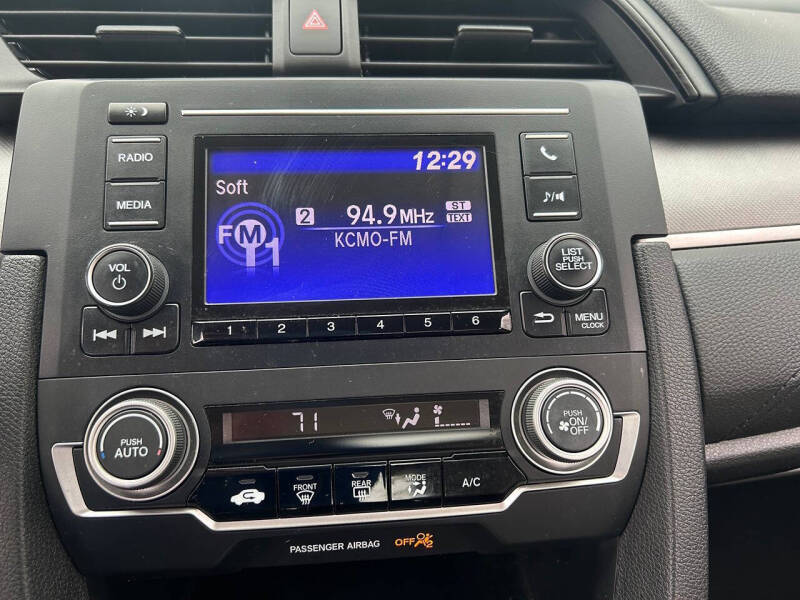 RADIO
MEDIA
VOL
12:29
Soft
FM1
2 94.9MHz ST TEXT
KCMO-FM
1 2 3 4 5 6
LIST
PUSH
SELECT
MENU
CLOCK
71
PUSH
AUTO
PUSH
ON/
OFF
FRONT
REAR
MODE
A/C
PASSENGER AIRBAG OFF 2